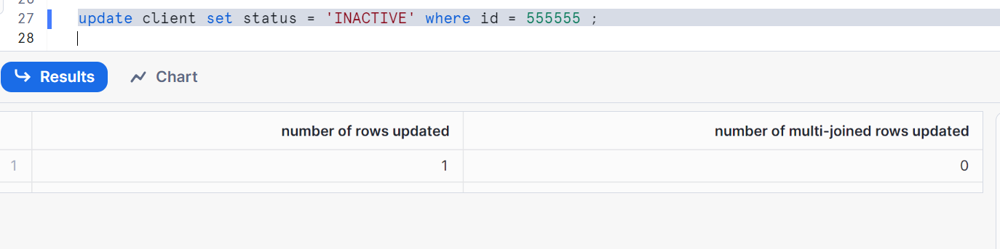 27 update client set status = 'INACTIVE' where id = 555555 ;
28
Results Chart
number of rows updated number of multi-joined rows updated
1 1 0